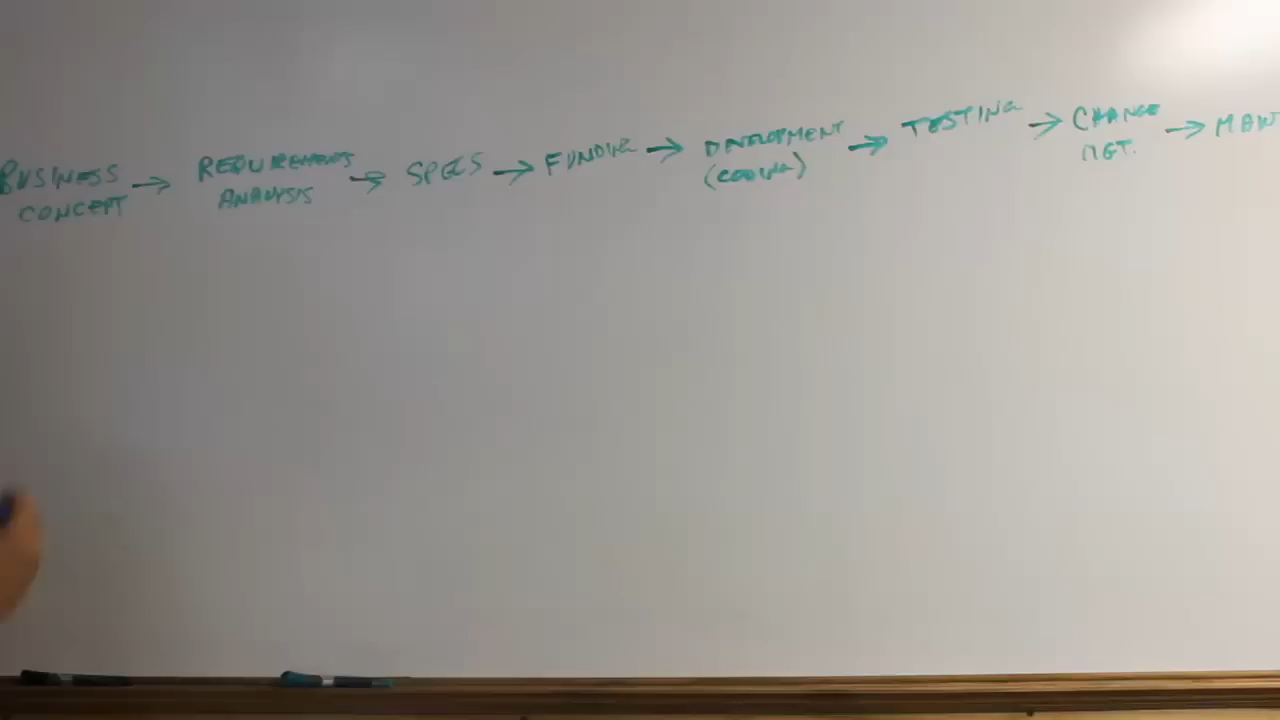 BUSINESS CONCEPT → REQUIREMENTS ANALYSIS → SPECS → FUNDING → DEVELOPMENT (CODING) → TESTING → CHANGE MGT. →